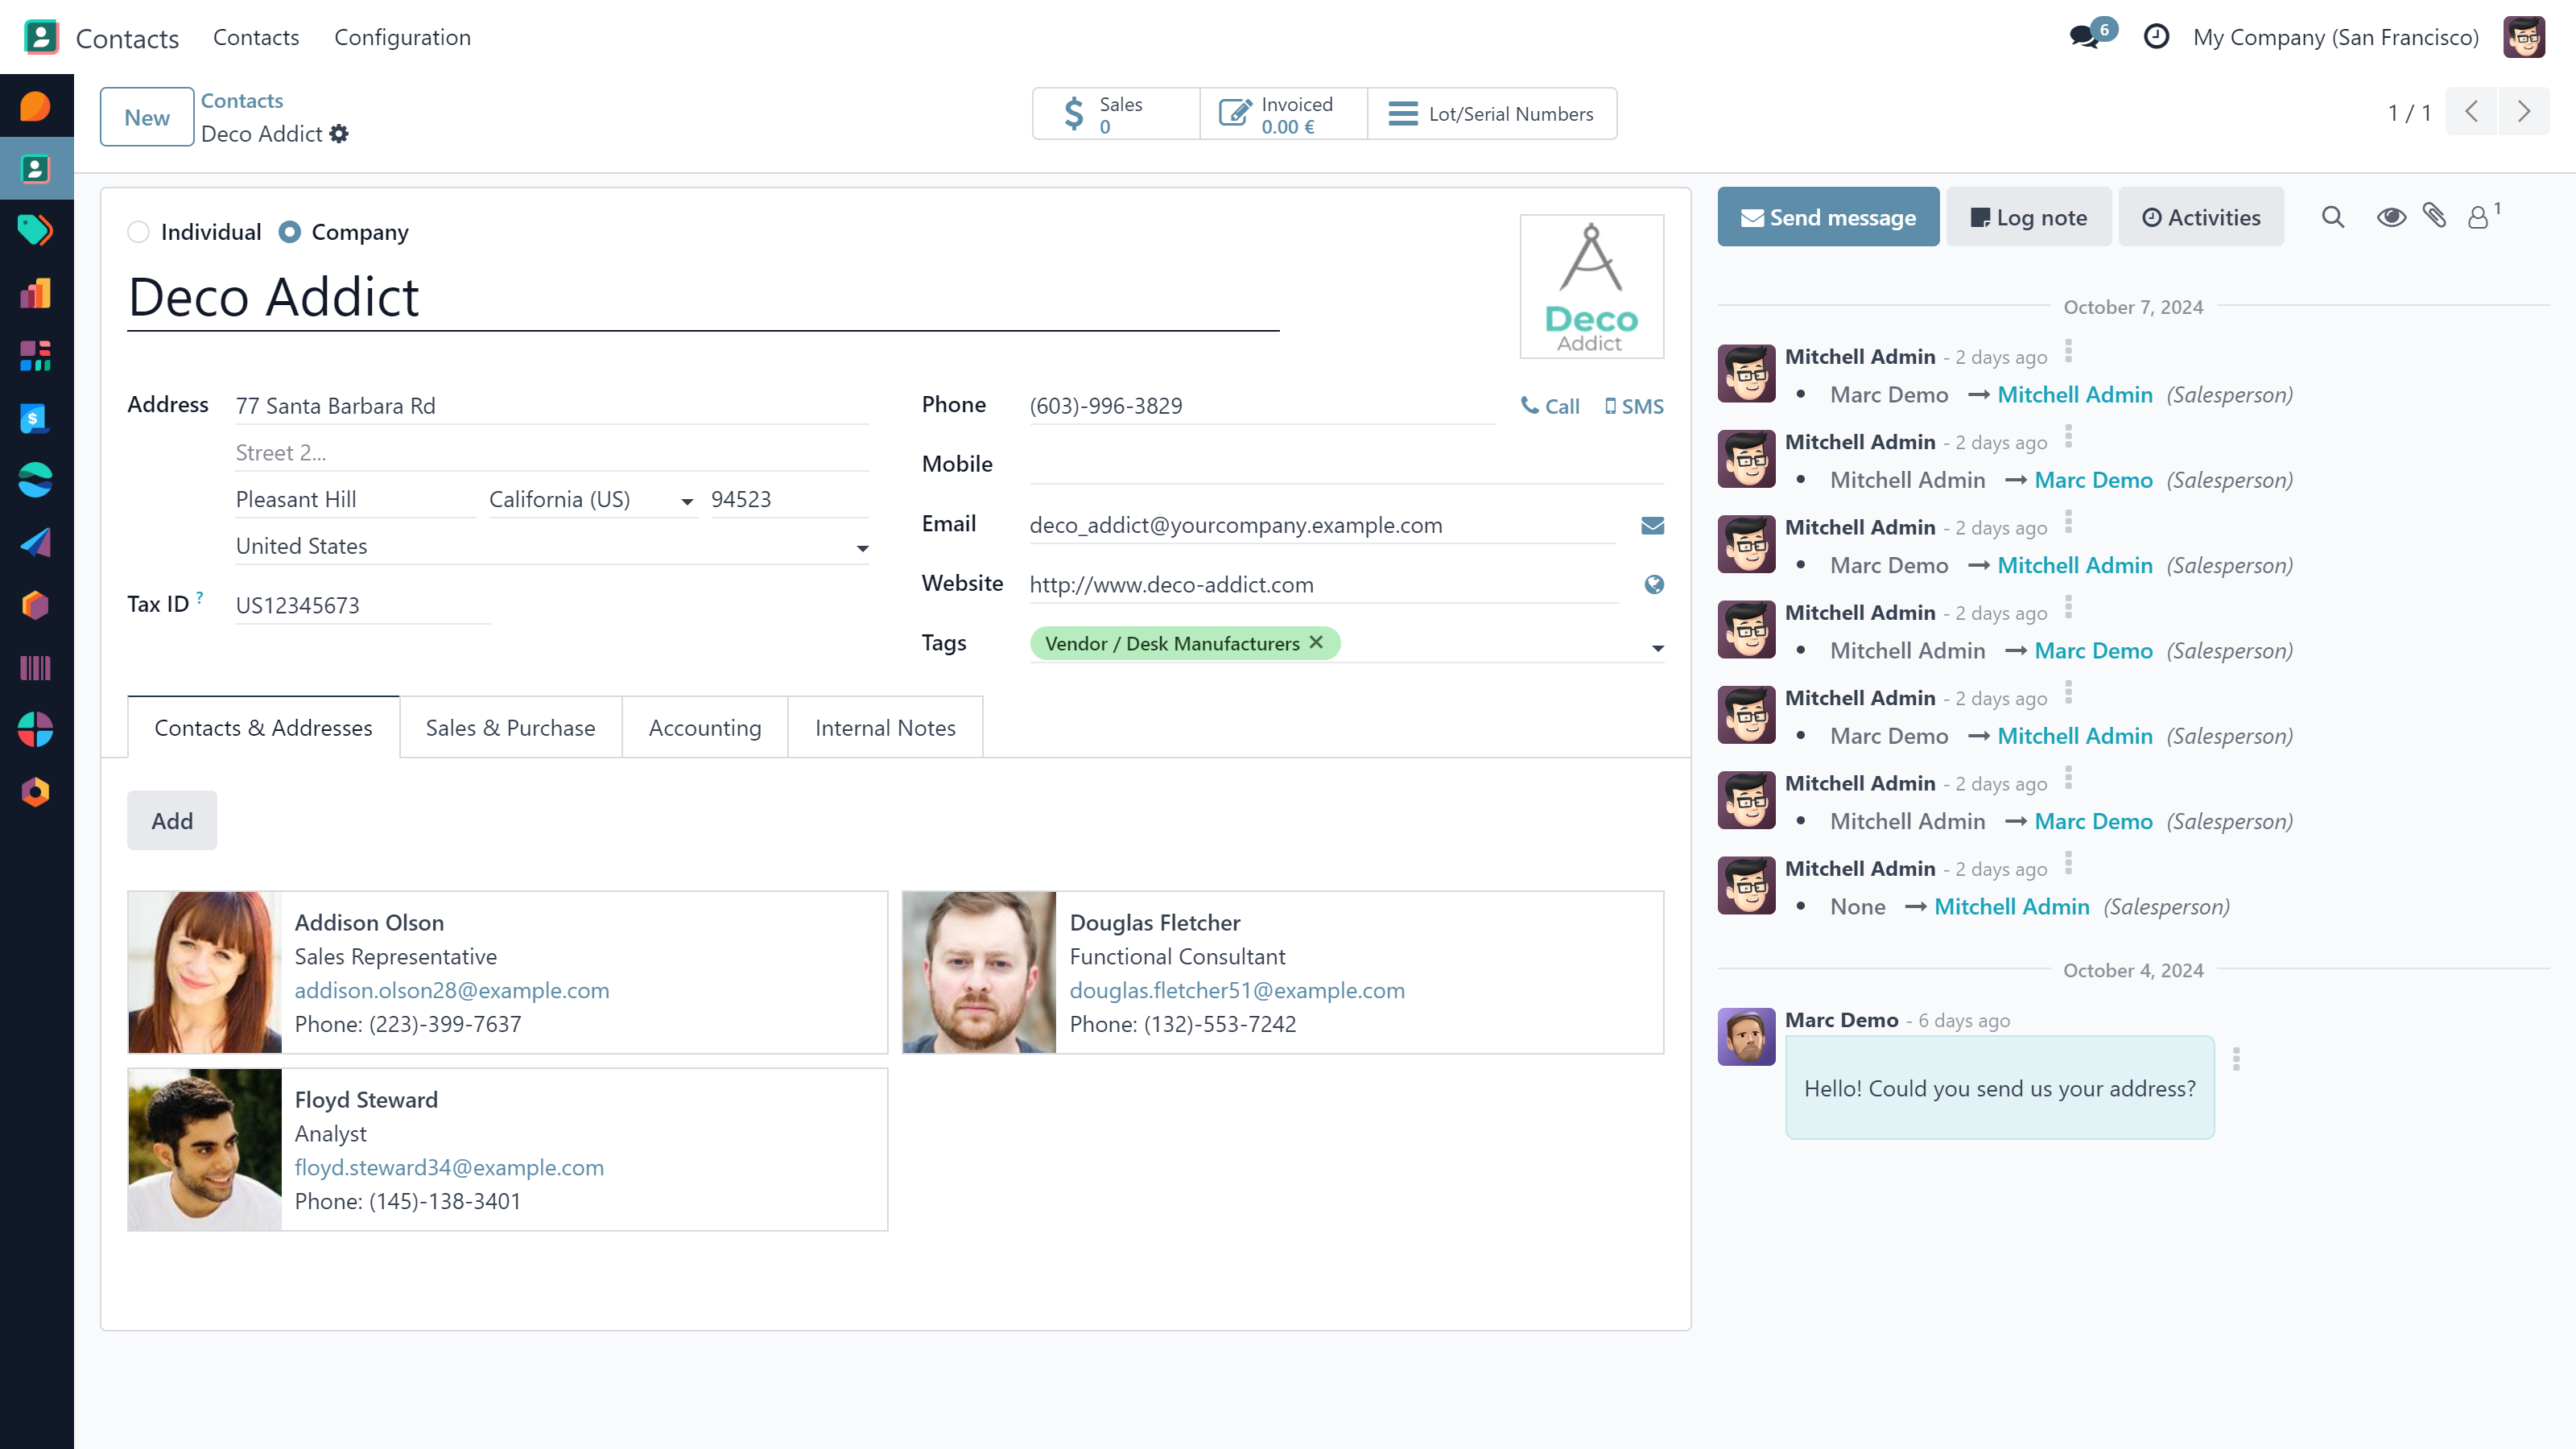 Contacts
Contacts
Configuration
6
My Company (San Francisco)
New
Contacts
Deco Addict
$ Sales
0
Invoiced
0.00 €
Lot/Serial Numbers
1 / 1
Individual
Company
Deco Addict
Deco
Addict
Address
77 Santa Barbara Rd
Street 2...
Pleasant Hill
California (US)
94523
United States
Tax ID ?
US12345673
Phone
(603)-996-3829
Call
SMS
Mobile
Email
deco_addict@yourcompany.example.com
Website
http://www.deco-addict.com
Tags
Vendor / Desk Manufacturers ✕
Contacts & Addresses
Sales & Purchase
Accounting
Internal Notes
Add
Addison Olson
Sales Representative
addison.olson28@example.com
Phone: (223)-399-7637
Douglas Fletcher
Functional Consultant
douglas.fletcher51@example.com
Phone: (132)-553-7242
Floyd Steward
Analyst
floyd.steward34@example.com
Phone: (145)-138-3401
Send message
Log note
Activities
1
October 7, 2024
Mitchell Admin - 2 days ago
• Marc Demo → Mitchell Admin (Salesperson)
Mitchell Admin - 2 days ago
• Mitchell Admin → Marc Demo (Salesperson)
Mitchell Admin - 2 days ago
• Marc Demo → Mitchell Admin (Salesperson)
Mitchell Admin - 2 days ago
• Mitchell Admin → Marc Demo (Salesperson)
Mitchell Admin - 2 days ago
• Marc Demo → Mitchell Admin (Salesperson)
Mitchell Admin - 2 days ago
• Mitchell Admin → Marc Demo (Salesperson)
Mitchell Admin - 2 days ago
• None → Mitchell Admin (Salesperson)
October 4, 2024
Marc Demo - 6 days ago
Hello! Could you send us your address?